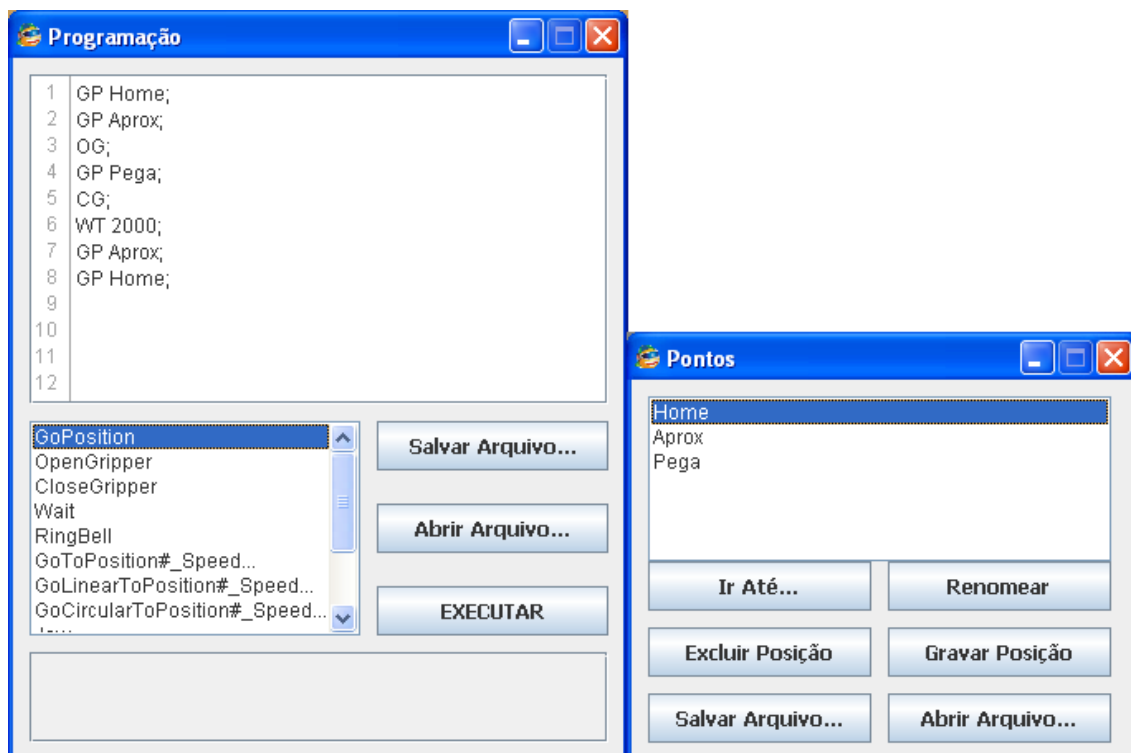 Programação
1 GP Home;
2 GP Aprox;
3 OG;
4 GP Pega;
5 CG;
6 WT 2000;
7 GP Aprox;
8 GP Home;
9
10
11
12
GoPosition
OpenGripper
CloseGripper
Wait
RingBell
GoToPosition#_Speed...
GoLinearToPosition#_Speed...
GoCircularToPosition#_Speed...
Salvar Arquivo...
Abrir Arquivo...
EXECUTAR
Pontos
Home
Aprox
Pega
Ir Até...
Renomear
Excluir Posição
Gravar Posição
Salvar Arquivo...
Abrir Arquivo...